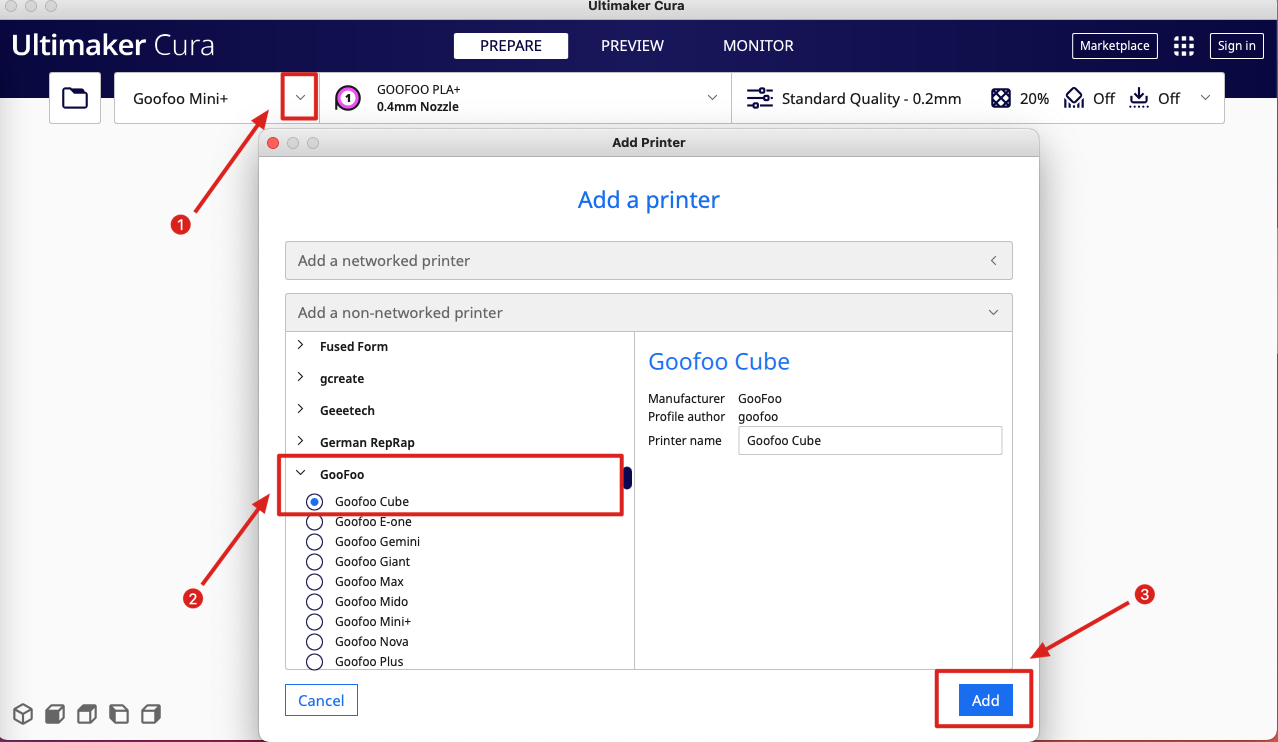 Ultimaker Cura
Ultimaker Cura
PREPARE
PREVIEW
MONITOR
Marketplace
Sign in
Goofoo Mini+
1
GOOFOO PLA+
0.4mm Nozzle
Standard Quality - 0.2mm
20%
Off
Off
1
Add Printer
Add a printer
Add a networked printer
Add a non-networked printer
Fused Form
gcreate
Geeetech
German RepRap
GooFoo
Goofoo Cube
Goofoo E-one
Goofoo Gemini
Goofoo Giant
Goofoo Max
Goofoo Mido
Goofoo Mini+
Goofoo Nova
Goofoo Plus
Goofoo Cube
Manufacturer GooFoo
Profile author goofoo
Printer name Goofoo Cube
2
3
Cancel
Add